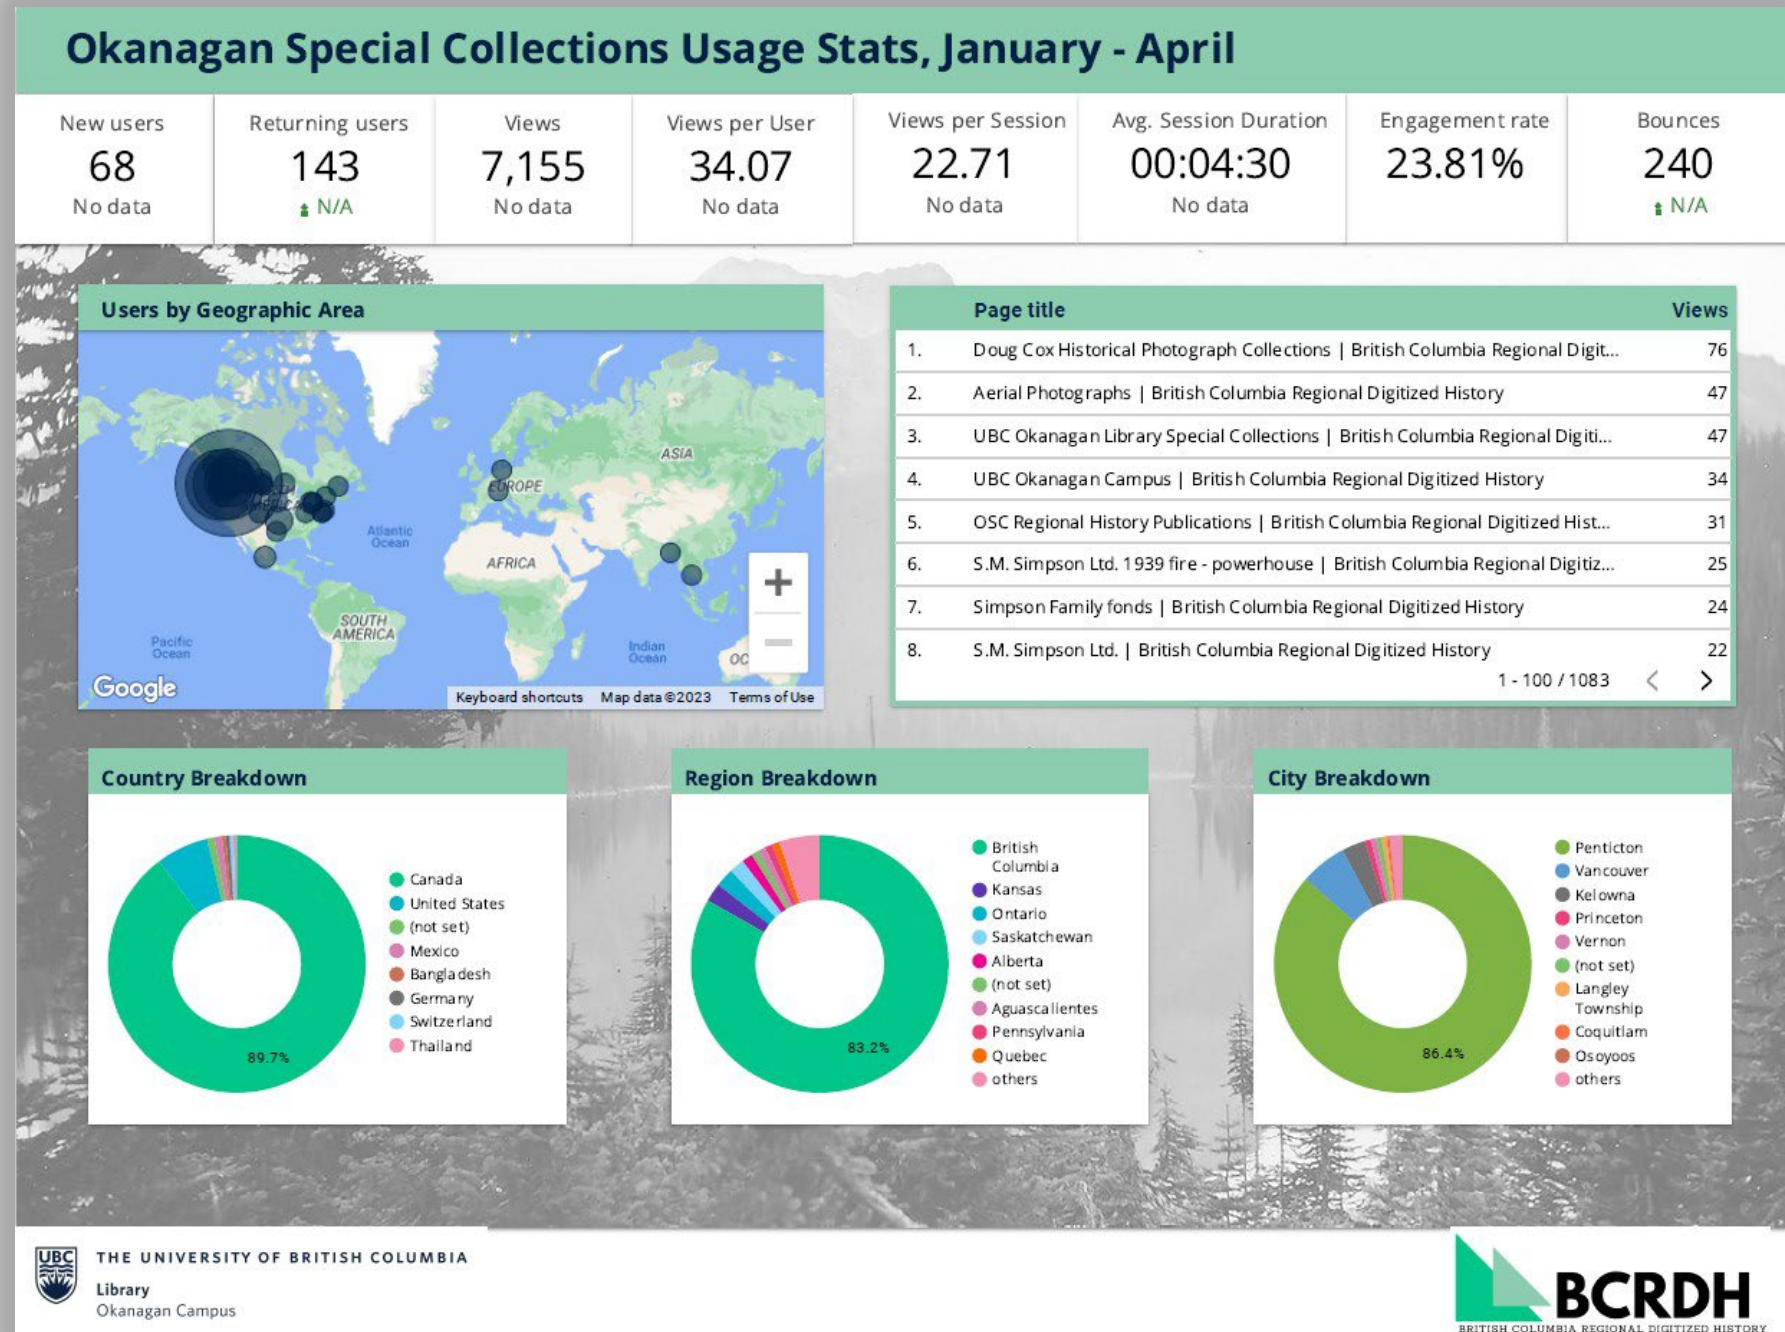 Okanagan Special Collections Usage Stats, January - April
New users
68
No data
Returning users
143
N/A
Views
7,155
No data
Views per User
34.07
No data
Views per Session
22.71
No data
Avg. Session Duration
00:04:30
No data
Engagement rate
23.81%
Bounces
240
N/A
Users by Geographic Area
ASIA
EUROPE
Atlantic
Ocean
AFRICA
SOUTH
AMERICA
Pacific
Ocean
Indian
Ocean
OC
+
Google
Keyboard shortcuts Map data ©2023 Terms of Use
Page title Views
1. Doug Cox Historical Photograph Collections | British Columbia Regional Digit... 76
2. Aerial Photographs | British Columbia Regional Digitized History 47
3. UBC Okanagan Library Special Collections | British Columbia Regional Digiti... 47
4. UBC Okanagan Campus | British Columbia Regional Digitized History 34
5. OSC Regional History Publications | British Columbia Regional Digitized Hist... 31
6. S.M. Simpson Ltd. 1939 fire - powerhouse | British Columbia Regional Digitiz... 25
7. Simpson Family fonds | British Columbia Regional Digitized History 24
8. S.M. Simpson Ltd. | British Columbia Regional Digitized History 22
1 - 100 / 1083 < >
Country Breakdown
89.7%
Canada
United States
(not set)
Mexico
Bangladesh
Germany
Switzerland
Thailand
Region Breakdown
83.2%
British
Columbia
Kansas
Ontario
Saskatchewan
Alberta
(not set)
Aguascalientes
Pennsylvania
Quebec
others
City Breakdown
86.4%
Penticton
Vancouver
Kelowna
Princeton
Vernon
(not set)
Langley
Township
Coquitlam
Osoyoos
others
UBC
THE UNIVERSITY OF BRITISH COLUMBIA
Library
Okanagan Campus
BCRDH
BRITISH COLUMBIA REGIONAL DIGITIZED HISTORY